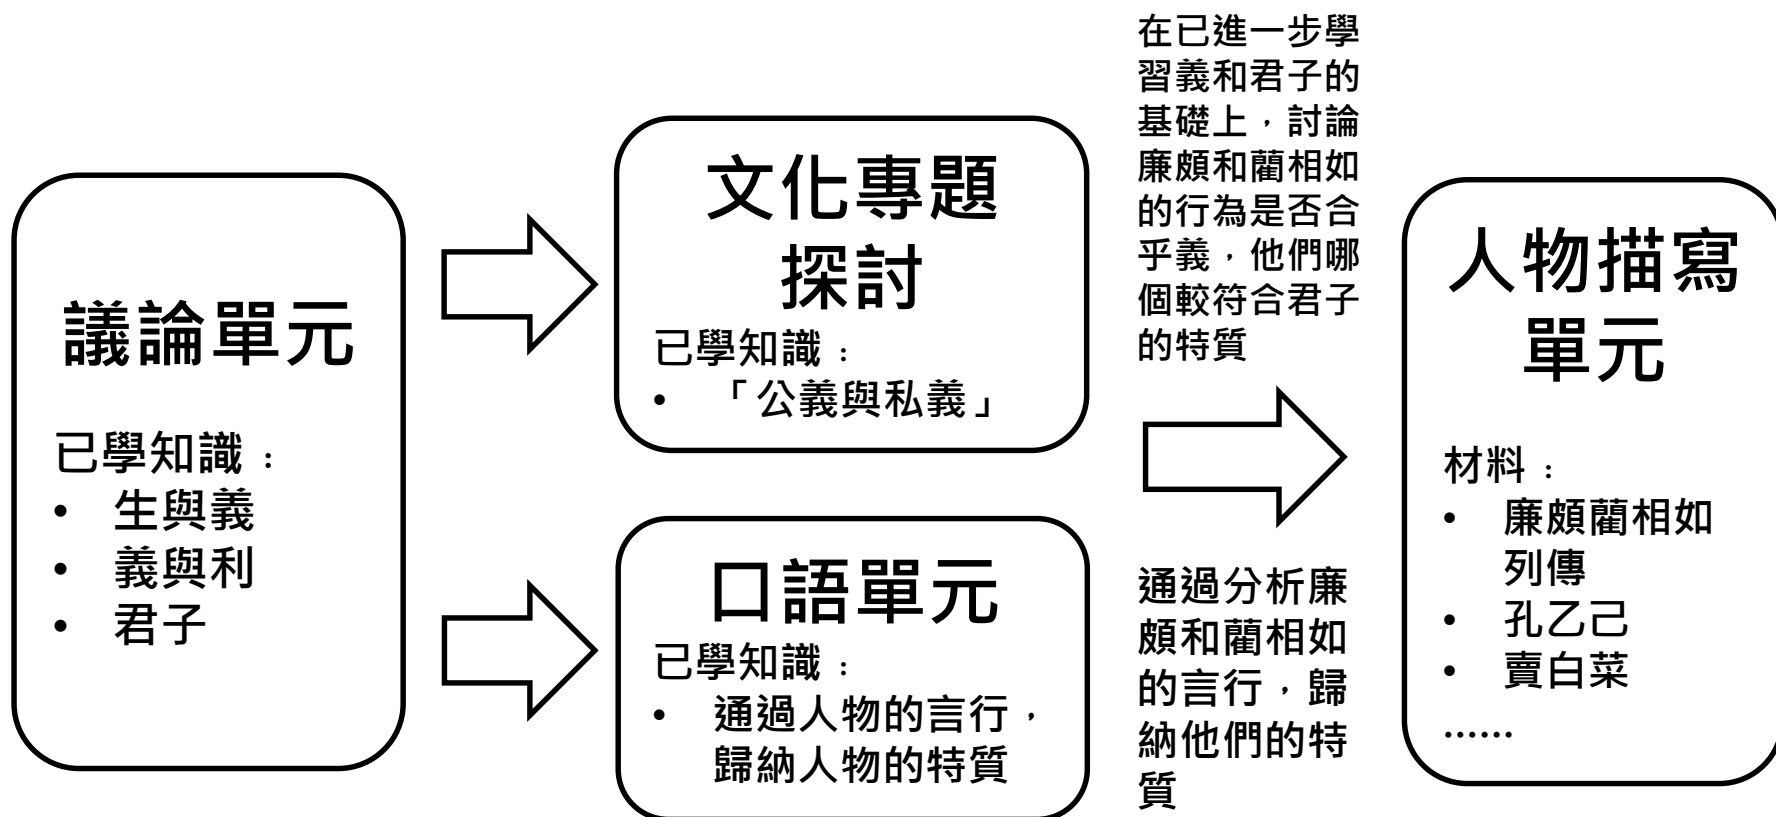 議論單元
已學知識：
• 生與義
• 義與利
• 君子
文化專題
探討
已學知識：
• 「公義與私義」
口語單元
已學知識：
• 通過人物的言行，
歸納人物的特質
在已進一步學
習義和君子的
基礎上，討論
廉頗和藺相如
的行為是否合
乎義，他們哪
個較符合君子
的特質
通過分析廉
頗和藺相如
的言行，歸
納他們的特
質
人物描寫
單元
材料：
• 廉頗藺相如
列傳
• 孔乙己
• 賣白菜
……